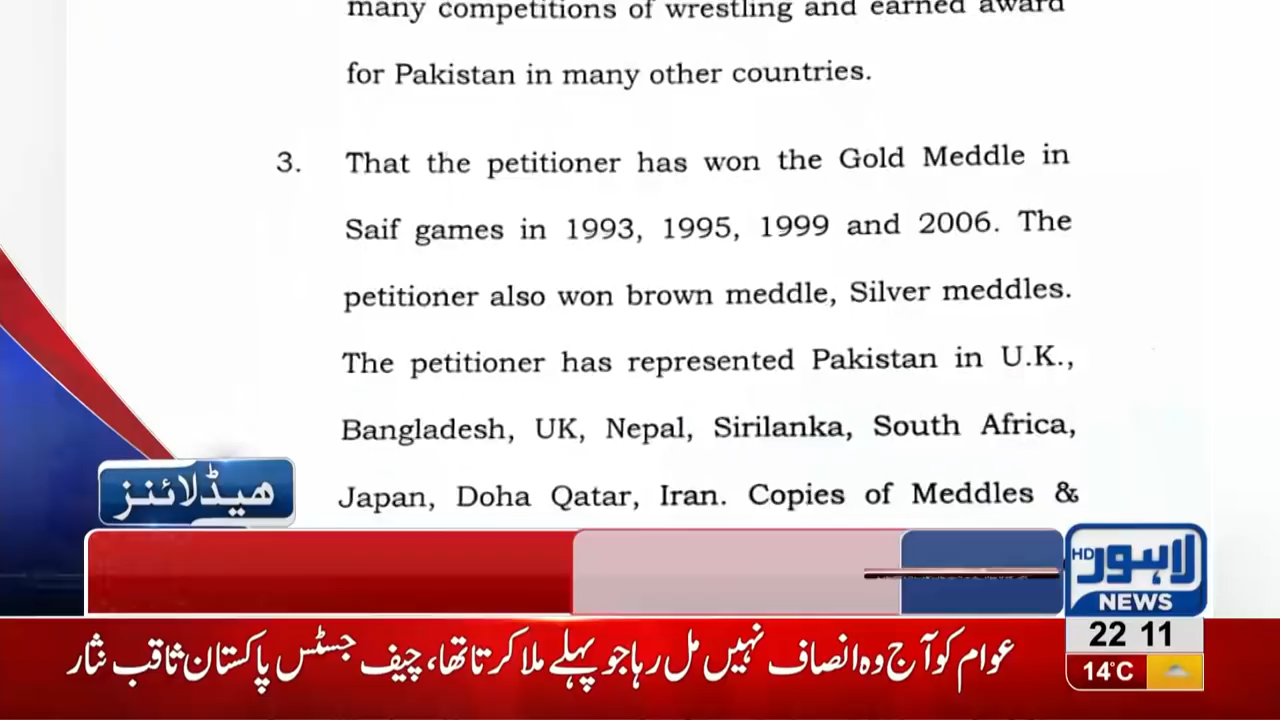 many competitions of wrestling and earned award
for Pakistan in many other countries.
3. That the petitioner has won the Gold Meddle in
Saif games in 1993, 1995, 1999 and 2006. The
petitioner also won brown meddle, Silver meddles.
The petitioner has represented Pakistan in U.K.,
Bangladesh, UK, Nepal, Sirilanka, South Africa,
Japan, Doha Qatar, Iran. Copies of Meddles &
ھیڈلائنز
HD لاہور
NEWS
22 11
عوام کو آج وہ انصاف نہیں مل رہا جو پہلے ملا کرتا تھا، چیف جسٹس پاکستان ثاقب نثار
14°C